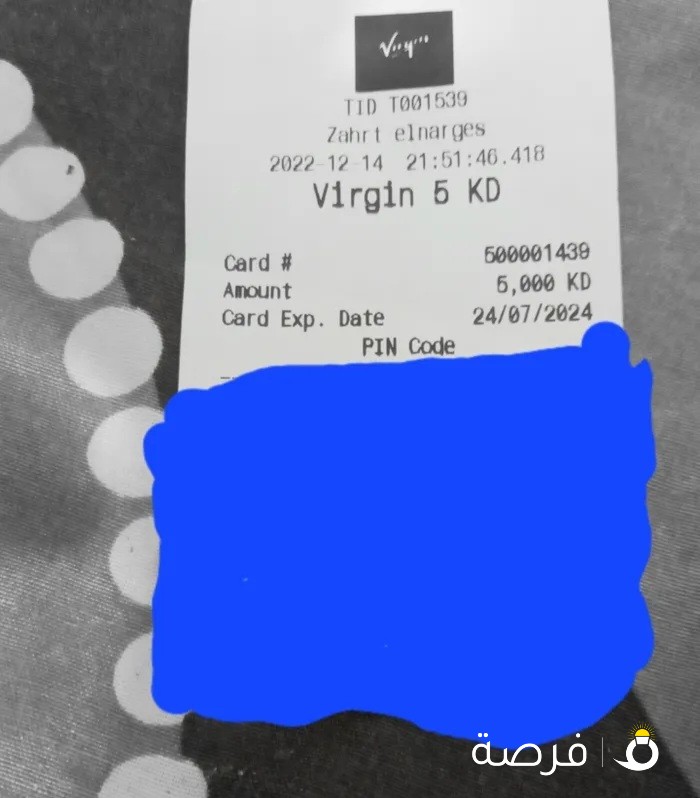 TID T001539
Zahrt elnarges
2022-12-14 21:51:46.418
Virgin 5 KD
Card # 500001439
Amount 5,000 KD
Card Exp. Date 24/07/2024
PIN Code
فرصة